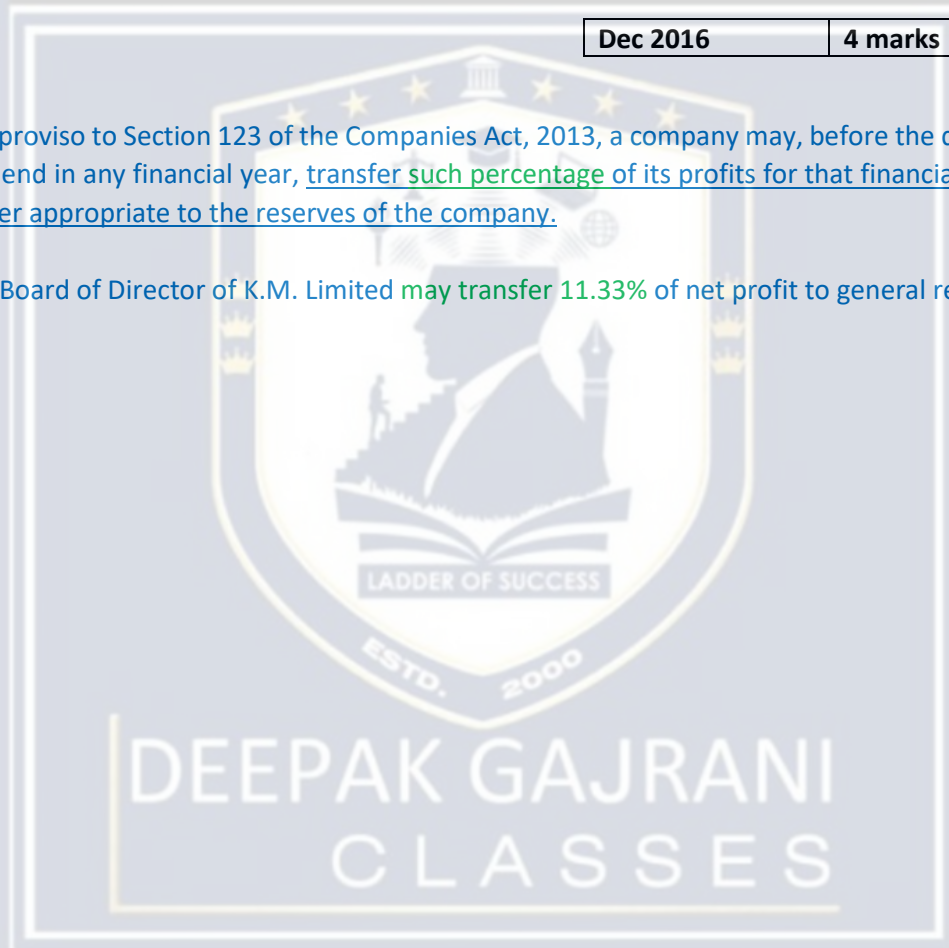 Dec 2016 4 marks
proviso to Section 123 of the Companies Act, 2013, a company may, before the
end in any financial year, transfer such percentage of its profits for that financia
er appropriate to the reserves of the company.
Board of Director of K.M. Limited may transfer 11.33% of net profit to general re
LADDER OF SUCCESS
ESTD. 2000
DEEPAK GAJRANI
CLASSES